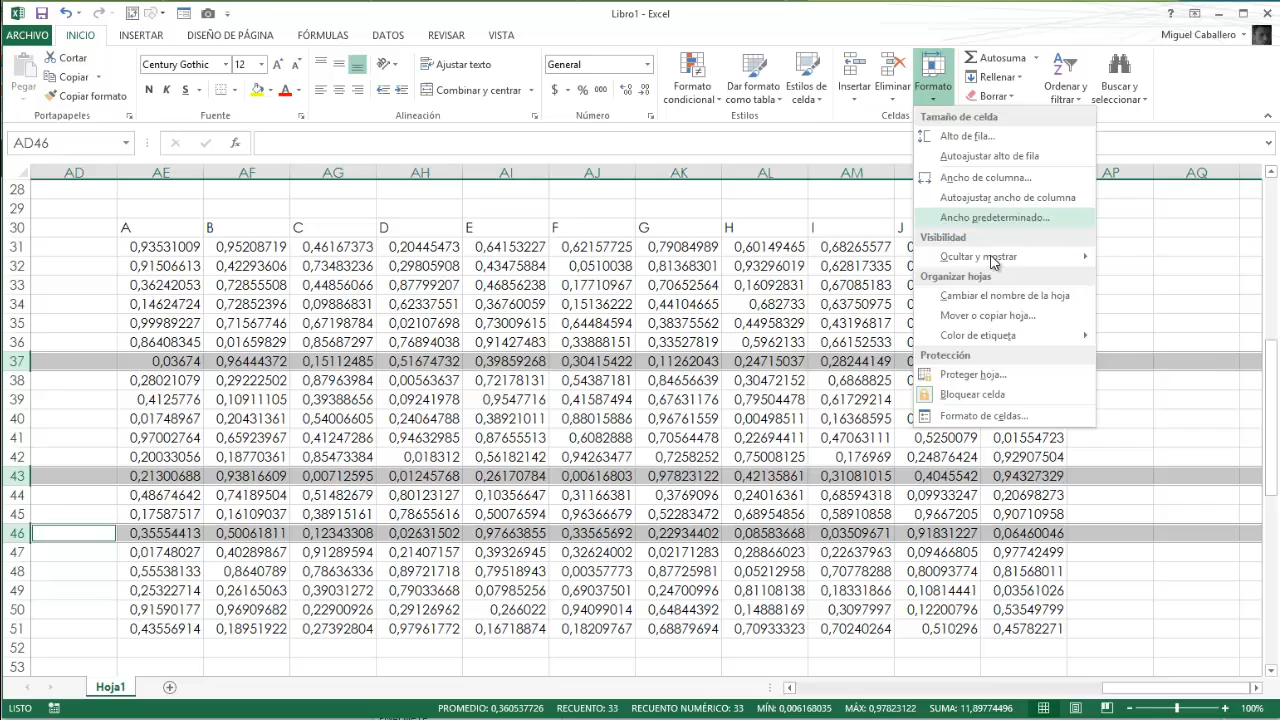 Libro1 - Excel
ARCHIVO INICIO INSERTAR DISEÑO DE PÁGINA FÓRMULAS DATOS REVISAR VISTA Miguel Caballero
Pegar Cortar Copiar Copiar formato Portapapeles
Century Gothic 12 N K S Fuente
Ajustar texto Combinar y centrar Alineación
General $ % 000 Número
Formato condicional Dar formato como tabla Estilos de celda
Insertar Eliminar Formato Celdas
Autosuma Rellenar Borrar Ordenar y filtrar Buscar y seleccionar
AD46
Tamaño de celda
Alto de fila...
Autoajustar alto de fila
Ancho de columna...
Autoajustar ancho de columna
Ancho predeterminado...
Visibilidad
Ocultar y mostrar
Organizar hojas
Cambiar el nombre de la hoja
Mover o copiar hoja...
Color de etiqueta
Protección
Proteger hoja...
Bloquear celda
Formato de celdas...
AD AE AF AG AH AI AJ AK AL AM AP AQ
28
29
30 A B C D E F G H I J
31 0,93531009 0,46167373 0,20445473 0,64153227 0,62157725 0,79084989 0,60149465 0,68265577
32 0,91506613 0,42293606 0,73483236 0,29805908 0,43475884 0,0510038 0,81368301 0,93296019 0,62817335
33 0,36242053 0,44856066 0,87799207 0,46856238 0,17710967 0,70652564 0,16092831 0,67085183
34 0,14624724 0,72852396 0,09886831 0,62337551 0,36760059 0,15136222 0,44104665 0,682733 0,63750975
35 0,99989227 0,71567746 0,67198784 0,02107698 0,73009615 0,64484594 0,38375562 0,44958329 0,43196817
36 0,86408345 0,35687297 0,76894038 0,91427483 0,33527819 0,5962133 0,66152533
37 0,03674 0,96444372 0,15112485 0,51674732 0,39859268 0,30415422 0,11262043 0,24715037 0,28244149
38 0,28021079 0,29222502 0,87963984 0,00563637 0,72178131 0,54387181 0,84656639 0,30472152 0,6868825
39 0,4125776 0,10911105 0,39388656 0,09241978 0,9547716 0,41587494 0,67631176 0,79504478 0,61729214
40 0,01748967 0,20431361 0,54006605 0,24064788 0,38921011 0,88015886 0,96761559 0,00498511 0,16368595
41 0,97002764 0,65923967 0,41247286 0,94632985 0,87655513 0,6082888 0,70564478 0,22694411 0,47063111 0,5250079 0,01554723
42 0,20033056 0,18770361 0,85473384 0,018312 0,56182142 0,94263477 0,7258252 0,75008125 0,176969 0,24876424 0,92907504
43 0,21300688 0,93816609 0,00712595 0,01245768 0,26170784 0,00616803 0,97823122 0,42135861 0,31081015 0,4045542 0,94327329
44 0,48674642 0,74189504 0,51482679 0,80123127 0,10356647 0,31166381 0,3769096 0,24016361 0,68594318 0,09933247 0,20698273
45 0,17587517 0,16109037 0,38915161 0,78655616 0,50076594 0,96366679 0,52283472 0,68954856 0,58910858 0,9667205 0,90710958
46 0,35554413 0,50061811 0,12343308 0,02631302 0,97663855 0,33565692 0,22934402 0,08583668 0,03509671 0,91831227 0,06460046
47 0,01748027 0,40289867 0,91289594 0,21407157 0,39326945 0,32624002 0,02171283 0,28866023 0,22637963 0,09466805 0,97742499
48 0,55538133 0,8640789 0,78636336 0,89721718 0,79518943 0,00357773 0,87725981 0,05212958 0,70778288 0,80093774 0,81568011
49 0,25322714 0,26165063 0,39031272 0,79033668 0,07985256 0,69037501 0,24700996 0,81108138 0,18331866 0,10814441 0,03561026
50 0,91590177 0,96909682 0,22900926 0,29126962 0,266022 0,94099014 0,64844392 0,14888169 0,3097997 0,12200796 0,53549799
51 0,43556914 0,18951922 0,27392804 0,97961772 0,16718874 0,18209767 0,68879694 0,70933323 0,70240264 0,510296 0,45782271
52
53
Hoja1
LISTO PROMEDIO: 0,360537726 RECUENTO: 33 RECUENTO NUMÉRICO: 33 MÍN: 0,006168035 MÁX: 0,97823122 SUMA: 11,89774496 100%